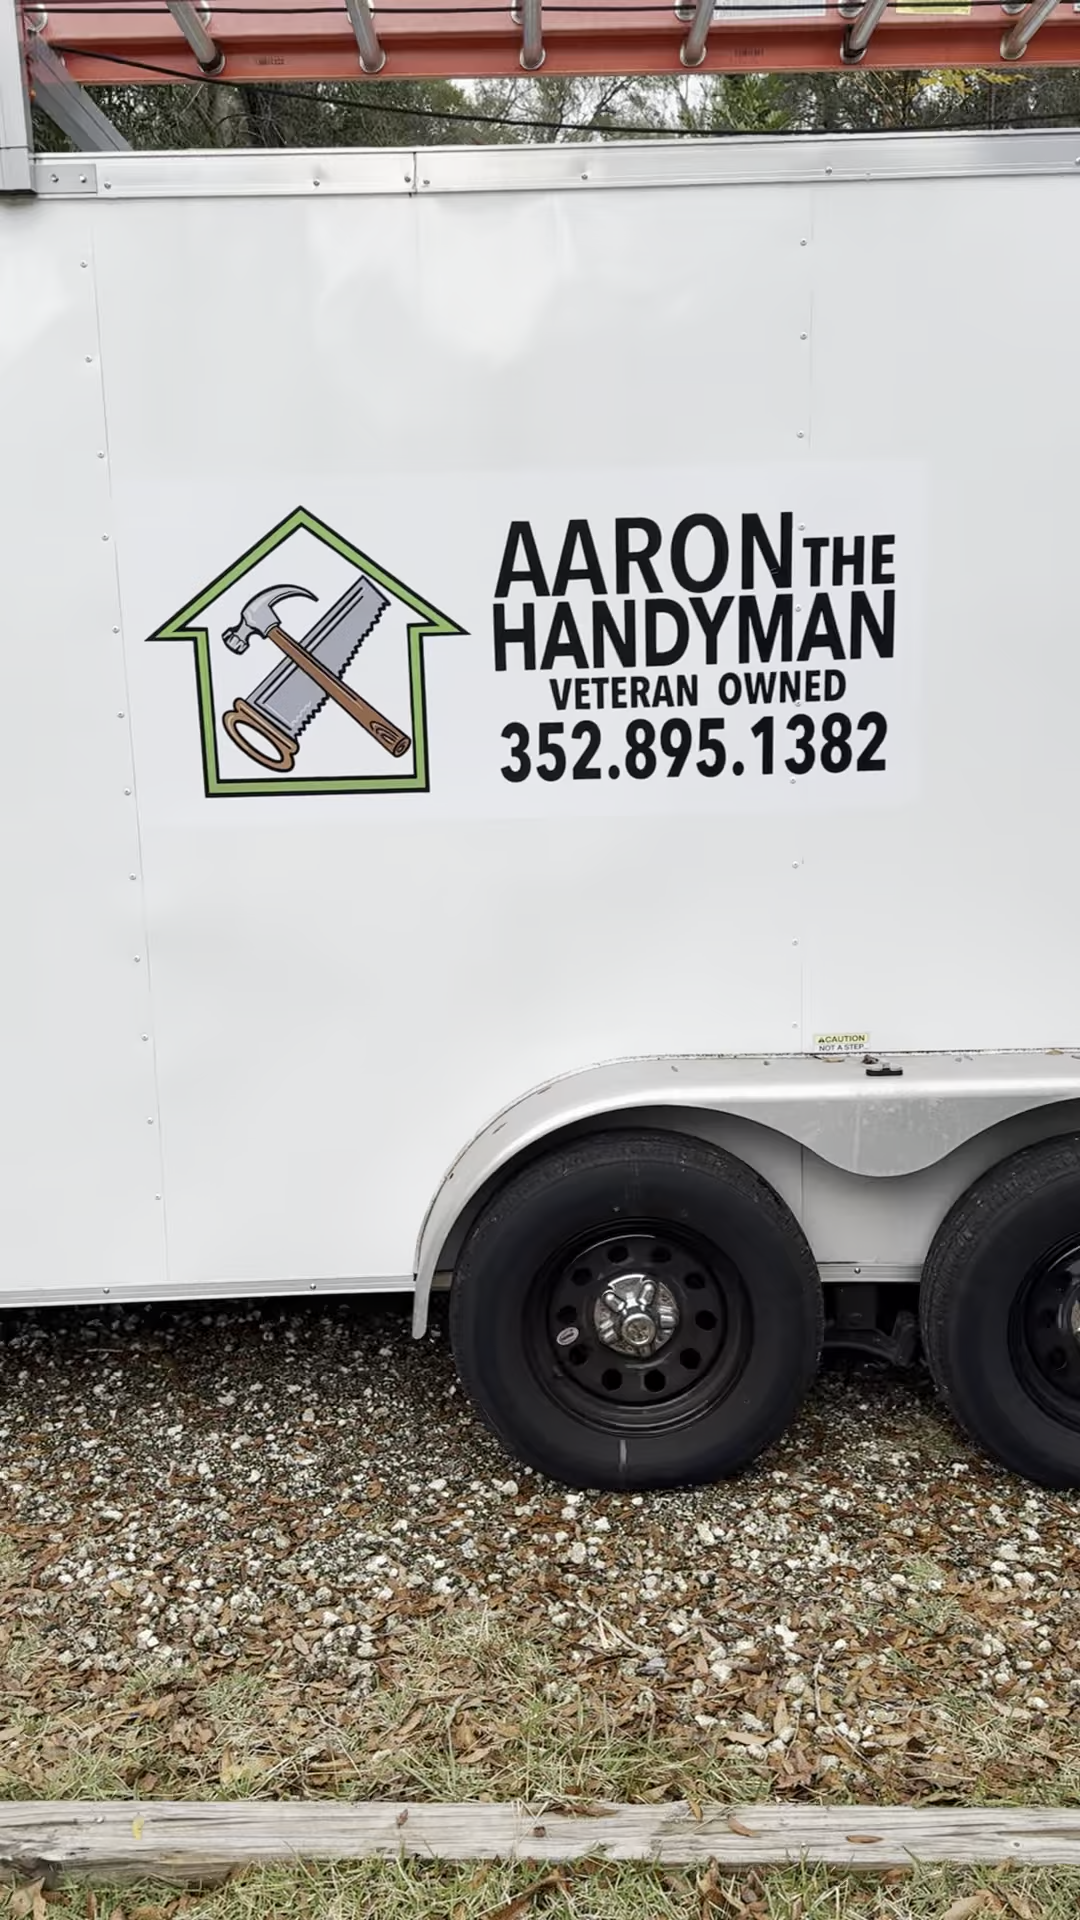 AARON THE
HANDYMAN
VETERAN OWNED
352.895.1382
CAUTION
NOT A STEP